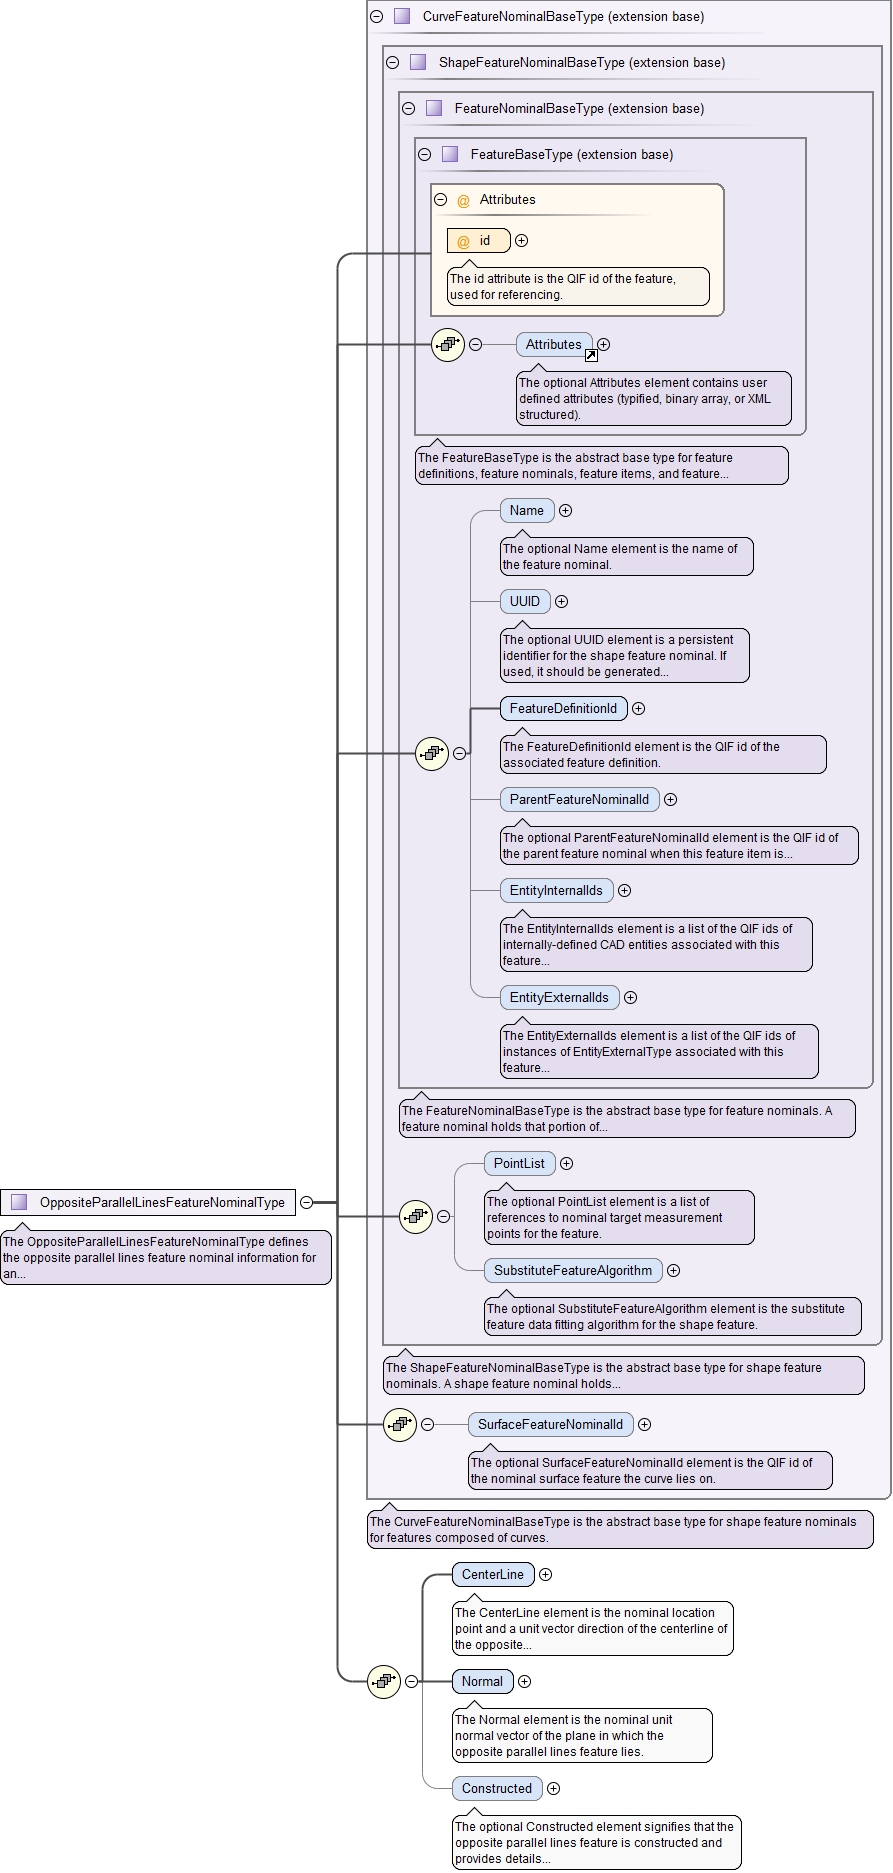 CurveFeatureNominalBaseType (extension base)
ShapeFeatureNominalBaseType (extension base)
FeatureNominalBaseType (extension base)
FeatureBaseType (extension base)
@ Attributes
@ id
The id attribute is the QIF id of the feature,
used for referencing.
Attributes
The optional Attributes element contains user
defined attributes (typified, binary array, or XML
structured).
The FeatureBaseType is the abstract base type for feature
definitions, feature nominals, feature items, and feature...
Name
The optional Name element is the name of
the feature nominal.
UUID
The optional UUID element is a persistent
identifier for the shape feature nominal. If
used, it should be generated...
FeatureDefinitionId
The FeatureDefinitionId element is the QIF id of the
associated feature definition.
ParentFeatureNominalId
The optional ParentFeatureNominalId element is the QIF id of
the parent feature nominal when this feature item is...
EntityInternalIds
The EntityInternalIds element is a list of the QIF ids of
internally-defined CAD entities associated with this
feature...
EntityExternalIds
The EntityExternalIds element is a list of the QIF ids of
instances of EntityExternalType associated with this
feature...
The FeatureNominalBaseType is the abstract base type for feature nominals. A
feature nominal holds that portion of...
PointList
The optional PointList element is a list of
references to nominal target measurement
points for the feature.
OppositeParallelLinesFeatureNominalType
The OppositeParallelLinesFeatureNominalType defines
the opposite parallel lines feature nominal information for
an...
SubstituteFeatureAlgorithm
The optional SubstituteFeatureAlgorithm element is the substitute
feature data fitting algorithm for the shape feature.
The ShapeFeatureNominalBaseType is the abstract base type for shape feature
nominals. A shape feature nominal holds...
SurfaceFeatureNominalId
The optional SurfaceFeatureNominalId element is the QIF id of
the nominal surface feature the curve lies on.
The CurveFeatureNominalBaseType is the abstract base type for shape feature nominals
for features composed of curves.
CenterLine
The CenterLine element is the nominal location
point and a unit vector direction of the centerline of
the opposite...
Normal
The Normal element is the nominal unit
normal vector of the plane in which the
opposite parallel lines feature lies.
Constructed
The optional Constructed element signifies that the
opposite parallel lines feature is constructed and
provides details...